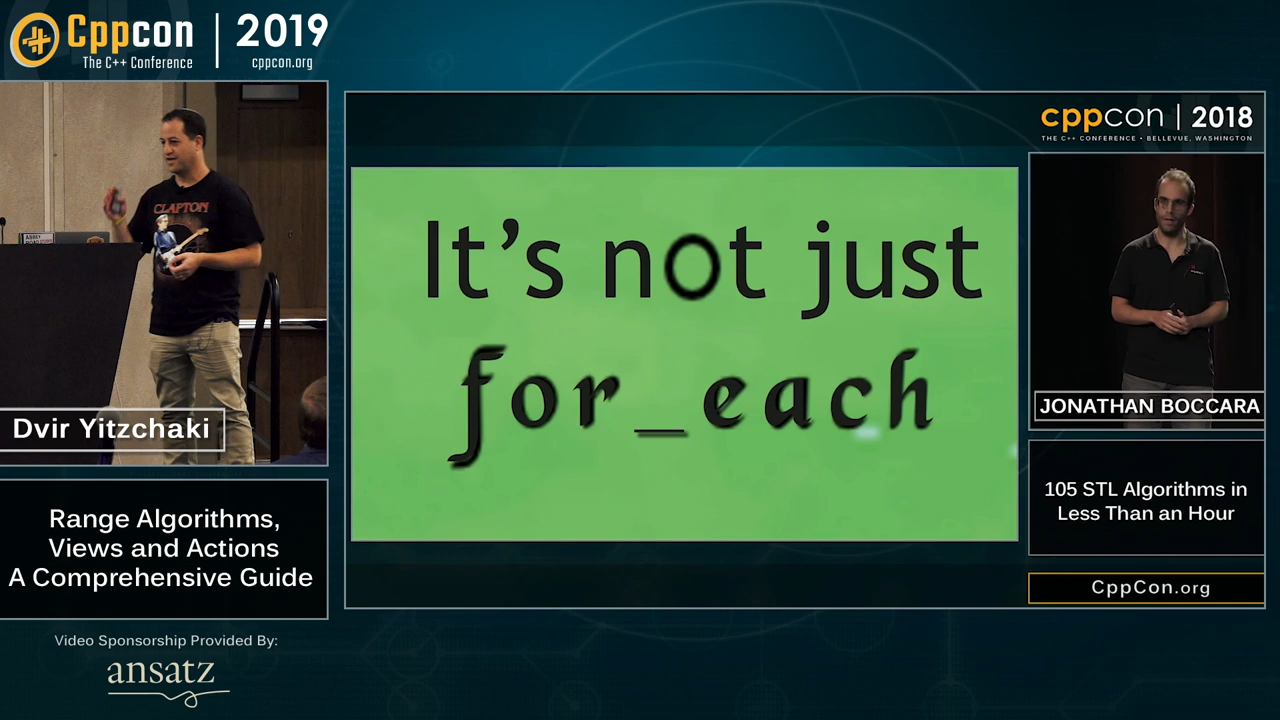 Cppcon
The C++ Conference
2019
cppcon.org
CLAPTON
ABBEY
ROAD
Dvir Yitzchaki
Range Algorithms,
Views and Actions
A Comprehensive Guide
Video Sponsorship Provided By:
ansatz
It's not just
for_each
cppcon | 2018
THE C++ CONFERENCE • BELLEVUE, WASHINGTON
JONATHAN BOCCARA
105 STL Algorithms in
Less Than an Hour
CppCon.org